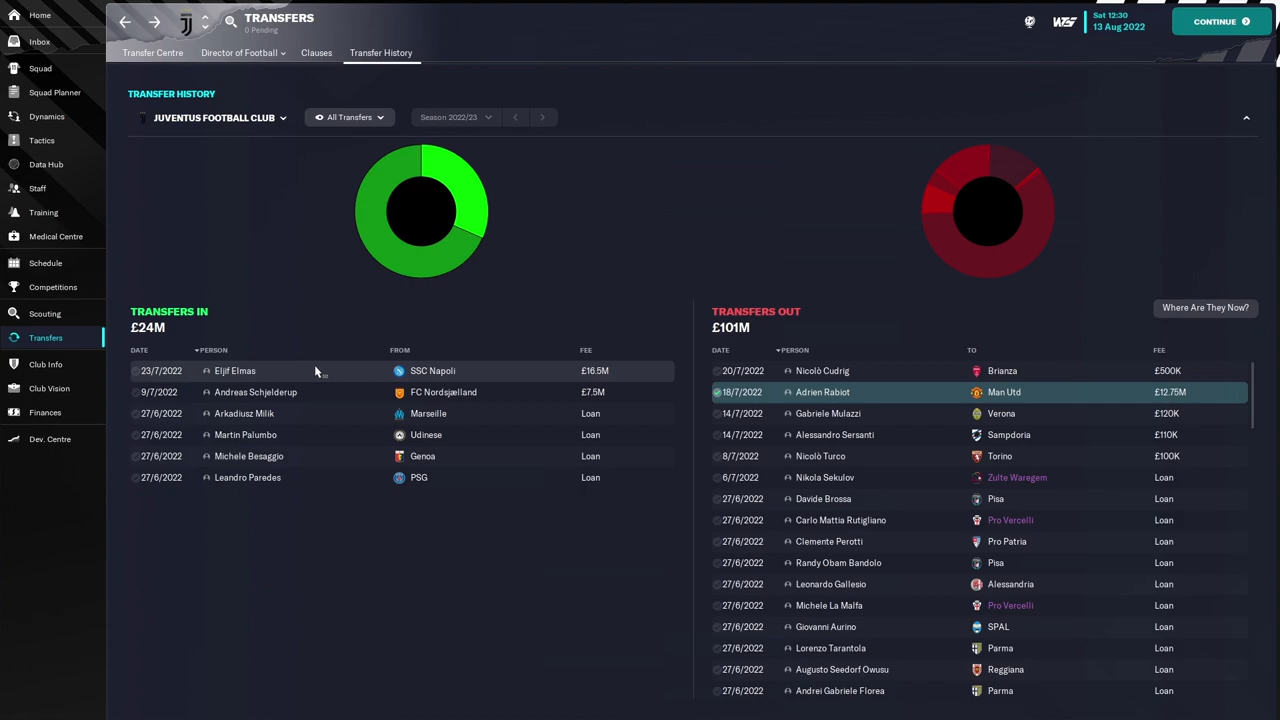 Home
Inbox
Squad
Squad Planner
Dynamics
Tactics
Data Hub
Staff
Training
Medical Centre
Schedule
Competitions
Scouting
Transfers
Club Info
Club Vision
Finances
Dev. Centre
TRANSFERS
0 Pending
Sat 12:30
13 Aug 2022
CONTINUE
Transfer Centre Director of Football Clauses Transfer History
TRANSFER HISTORY
JUVENTUS FOOTBALL CLUB All Transfers Season 2022/23
TRANSFERS IN
£24M
DATE PERSON FROM FEE
23/7/2022 Eljif Elmas SSC Napoli £16.5M
9/7/2022 Andreas Schjelderup FC Nordsjælland £7.5M
27/6/2022 Arkadiusz Milik Marseille Loan
27/6/2022 Martin Palumbo Udinese Loan
27/6/2022 Michele Besaggio Genoa Loan
27/6/2022 Leandro Paredes PSG Loan
TRANSFERS OUT
£101M
Where Are They Now?
DATE PERSON TO FEE
20/7/2022 Nicolò Cudrig Brianza £500K
18/7/2022 Adrien Rabiot Man Utd £12.75M
14/7/2022 Gabriele Mulazzi Verona £120K
14/7/2022 Alessandro Sersanti Sampdoria £110K
8/7/2022 Nicolò Turco Torino £100K
6/7/2022 Nikola Sekulov Zulte Waregem Loan
27/6/2022 Davide Brossa Pisa Loan
27/6/2022 Carlo Mattia Rutigliano Pro Vercelli Loan
27/6/2022 Clemente Perotti Pro Patria Loan
27/6/2022 Randy Obam Bandolo Pisa Loan
27/6/2022 Leonardo Gallesio Alessandria Loan
27/6/2022 Michele La Malfa Pro Vercelli Loan
27/6/2022 Giovanni Aurino SPAL Loan
27/6/2022 Lorenzo Tarantola Parma Loan
27/6/2022 Augusto Seedorf Owusu Reggiana Loan
27/6/2022 Andrei Gabriele Florea Parma Loan